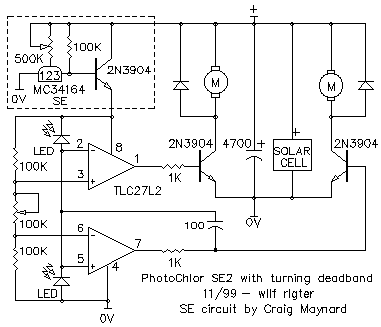 +
100K
500K
2N3904
123
MC34164
SE
0V
M
M
8
LED
2
1
2N3904
4700
+
+
2N3904
SOLAR
CELL
100K
3
TLC27L2
1K
0V
100K
100
6
7
100K
5
4
1K
LED
0V
PhotoChlor SE2 with turning deadband
11/99 - wilf rigter
SE circuit by Craig Maynard